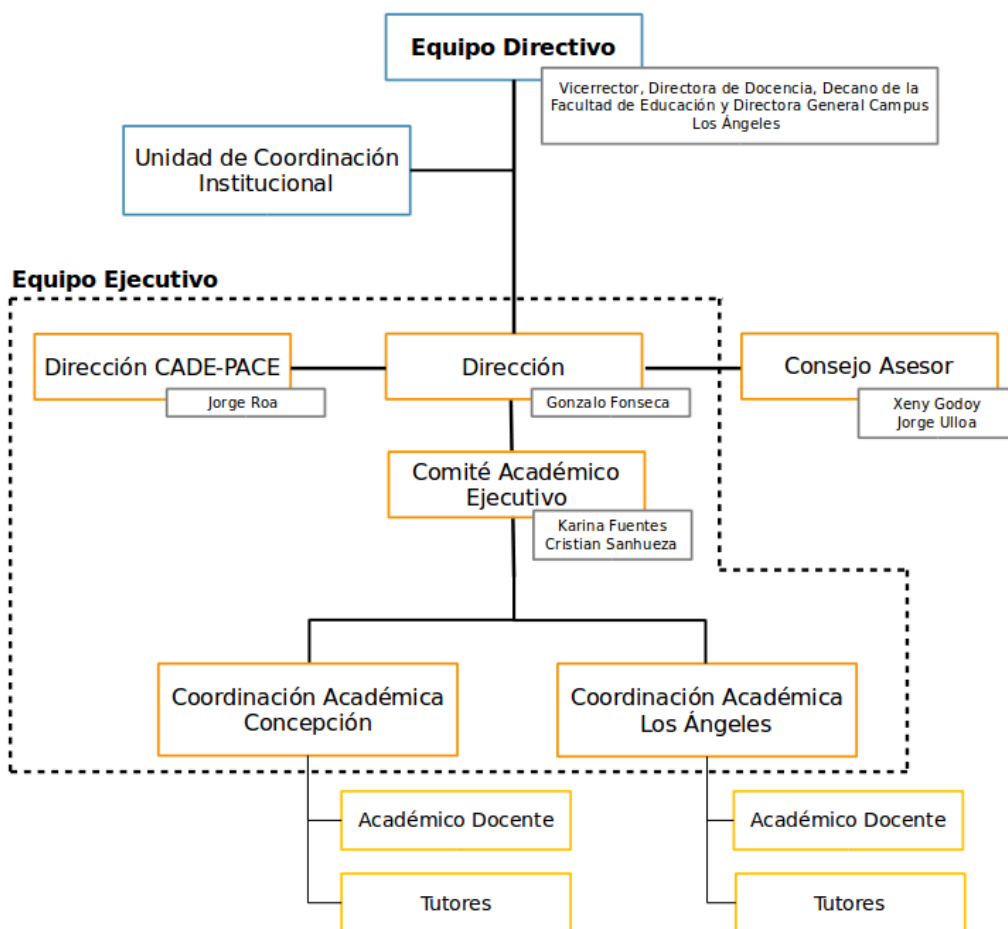 Equipo Directivo
Vicerrector, Directora de Docencia, Decano de la
Facultad de Educación y Directora General Campus
Los Ángeles
Unidad de Coordinación
Institucional
Equipo Ejecutivo
Dirección CADE-PACE
Jorge Roa
Dirección
Gonzalo Fonseca
Consejo Asesor
Xeny Godoy
Jorge Ulloa
Comité Académico
Ejecutivo
Karina Fuentes
Cristian Sanhueza
Coordinación Académica
Concepción
Coordinación Académica
Los Ángeles
Académico Docente
Académico Docente
Tutores
Tutores